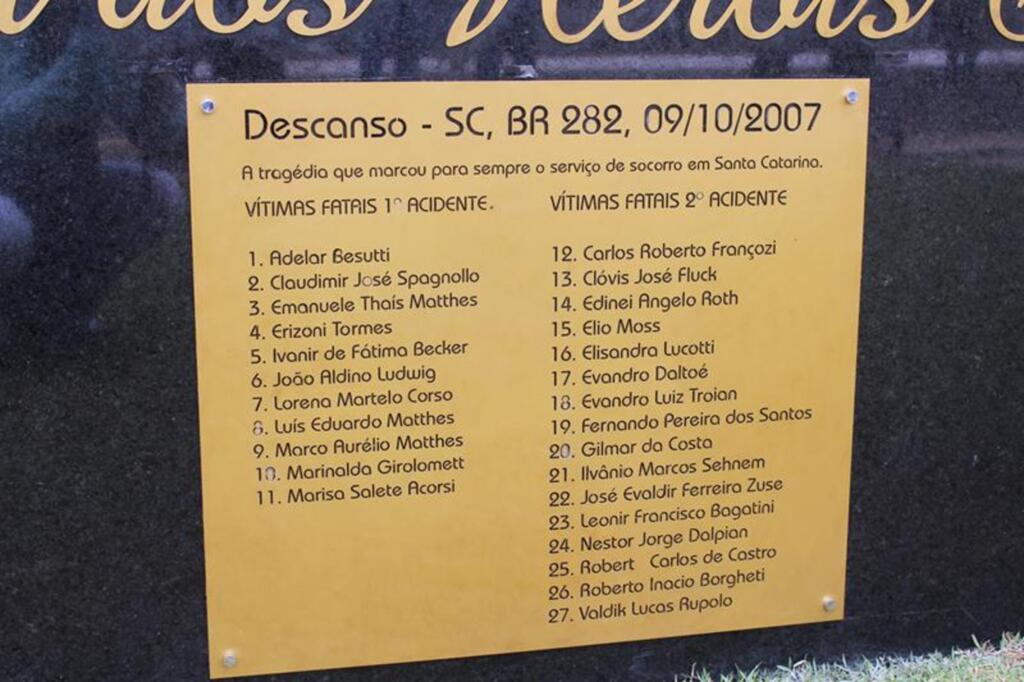 Descanso - SC, BR 282, 09/10/2007
A tragédia que marcou para sempre o serviço de socorro em Santa Catarina.
VÍTIMAS FATAIS 1º ACIDENTE.
1. Adelar Besutti
2. Claudimir José Spagnollo
3. Emanuele Thaís Matthes
4. Erizoni Tormes
5. Ivanir de Fátima Becker
6. João Aldino Ludwig
7. Lorena Martelo Corso
8. Luís Eduardo Matthes
9. Marco Aurélio Matthes
10. Marinalda Girolomett
11. Marisa Salete Acorsi
VÍTIMAS FATAIS 2º ACIDENTE
12. Carlos Roberto Françozi
13. Clóvis José Fluck
14. Edinei Angelo Roth
15. Elio Moss
16. Elisandra Lucotti
17. Evandro Daltoé
18. Evandro Luiz Troian
19. Fernando Pereira dos Santos
20. Gilmar da Costa
21. Ilvânio Marcos Sehnem
22. José Evaldir Ferreira Zuse
23. Leonir Francisco Bagatini
24. Nestor Jorge Dalpian
25. Robert Carlos de Castro
26. Roberto Inacio Borgheti
27. Valdik Lucas Rupolo